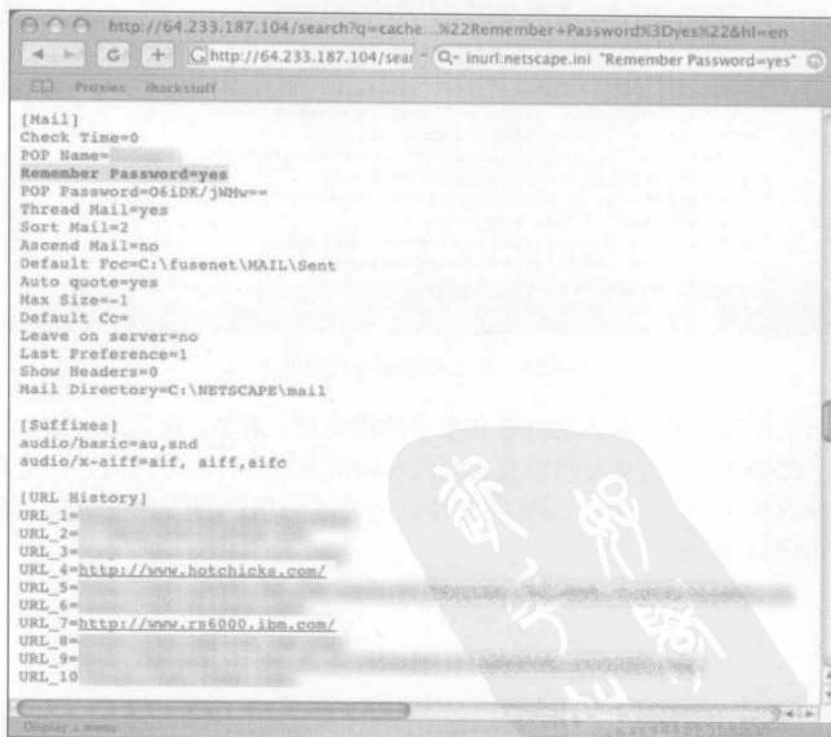 http://64.233.187.104/search?q=cache...%22Remember+Password%3Dyes%22&hl=en
http://64.233.187.104/sear
inurl:netscape.ini "Remember Password=yes"
Proxies ihackstuff
[Mail]
Check Time=0
POP Name=
Remember Password=yes
POP Password=O6iDK/jWMw==
Thread Mail=yes
Sort Mail=2
Ascend Mail=no
Default Fcc=C:\fusenet\MAIL\Sent
Auto quote=yes
Max Size=-1
Default Cc=
Leave on server=no
Last Preference=1
Show Headers=0
Mail Directory=C:\NETSCAPE\mail
[Suffixes]
audio/basic=au,snd
audio/x-aiff=aif, aiff,aifc
[URL History]
URL_1=
URL_2=
URL_3=
URL_4=http://www.hotchicks.com/
URL_5=
URL_6=
URL_7=http://www.rs6000.ibm.com/
URL_8=
URL_9=
URL_10
Display a menu